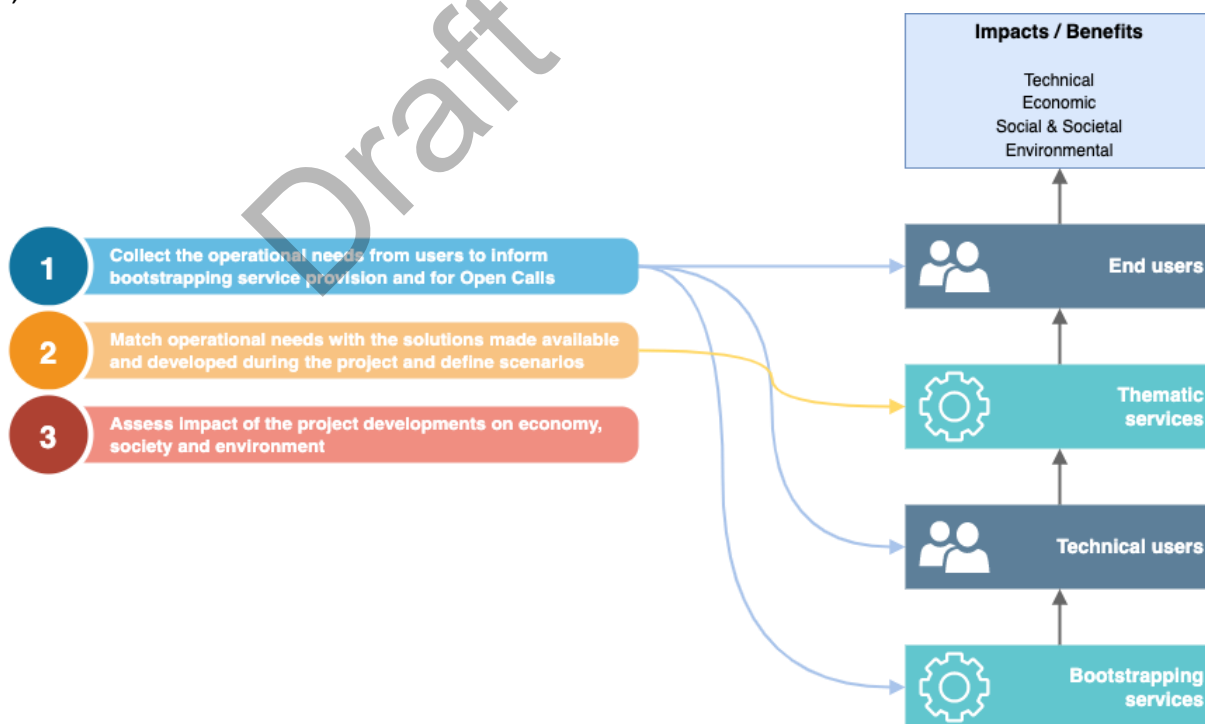 Impacts / Benefits
Technical
Economic
Social & Societal
Environmental
Draft
1
Collect the operational needs from users to inform
bootstrapping service provision and for Open Calls
End users
2
Match operational needs with the solutions made available
and developed during the project and define scenarios
Thematic
services
3
Assess impact of the project developments on economy,
society and environment
Technical users
Bootstrapping
services